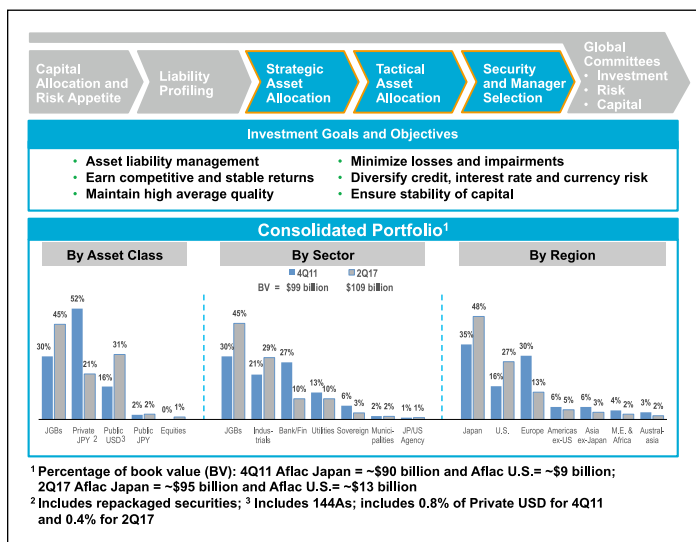 Capital
Allocation and
Risk Appetite
Liability
Profiling
Strategic
Asset
Allocation
Tactical
Asset
Allocation
Security
and Manager
Selection
Global
Committees
• Investment
• Risk
• Capital
Investment Goals and Objectives
• Asset liability management
• Earn competitive and stable returns
• Maintain high average quality
• Minimize losses and impairments
• Diversify credit, interest rate and currency risk
• Ensure stability of capital
Consolidated Portfolio1
By Asset Class
30%
45%
52%
21%
16%
31%
2% 2%
0% 1%
JGBs
Private
JPY 2
Public
USD3
Public
JPY
Equities
By Sector
4Q11 2Q17
BV = $99 billion $109 billion
30%
45%
21%
29%
27%
10%
13%
10%
6%
3%
2% 2%
1% 1%
JGBs
Indus-
trials
Bank/Fin
Utilities
Sovereign
Munici-
palities
JP/US
Agency
By Region
35%
48%
16%
27%
30%
13%
6% 5%
6%
3%
4%
2%
3%
2%
Japan
U.S.
Europe
Americas
ex-US
Asia
ex-Japan
M.E. &
Africa
Austral-
asia
1 Percentage of book value (BV): 4Q11 Aflac Japan = ~$90 billion and Aflac U.S.= ~$9 billion;
2Q17 Aflac Japan = ~$95 billion and Aflac U.S.= ~$13 billion
2 Includes repackaged securities; 3 Includes 144As; includes 0.8% of Private USD for 4Q11
and 0.4% for 2Q17